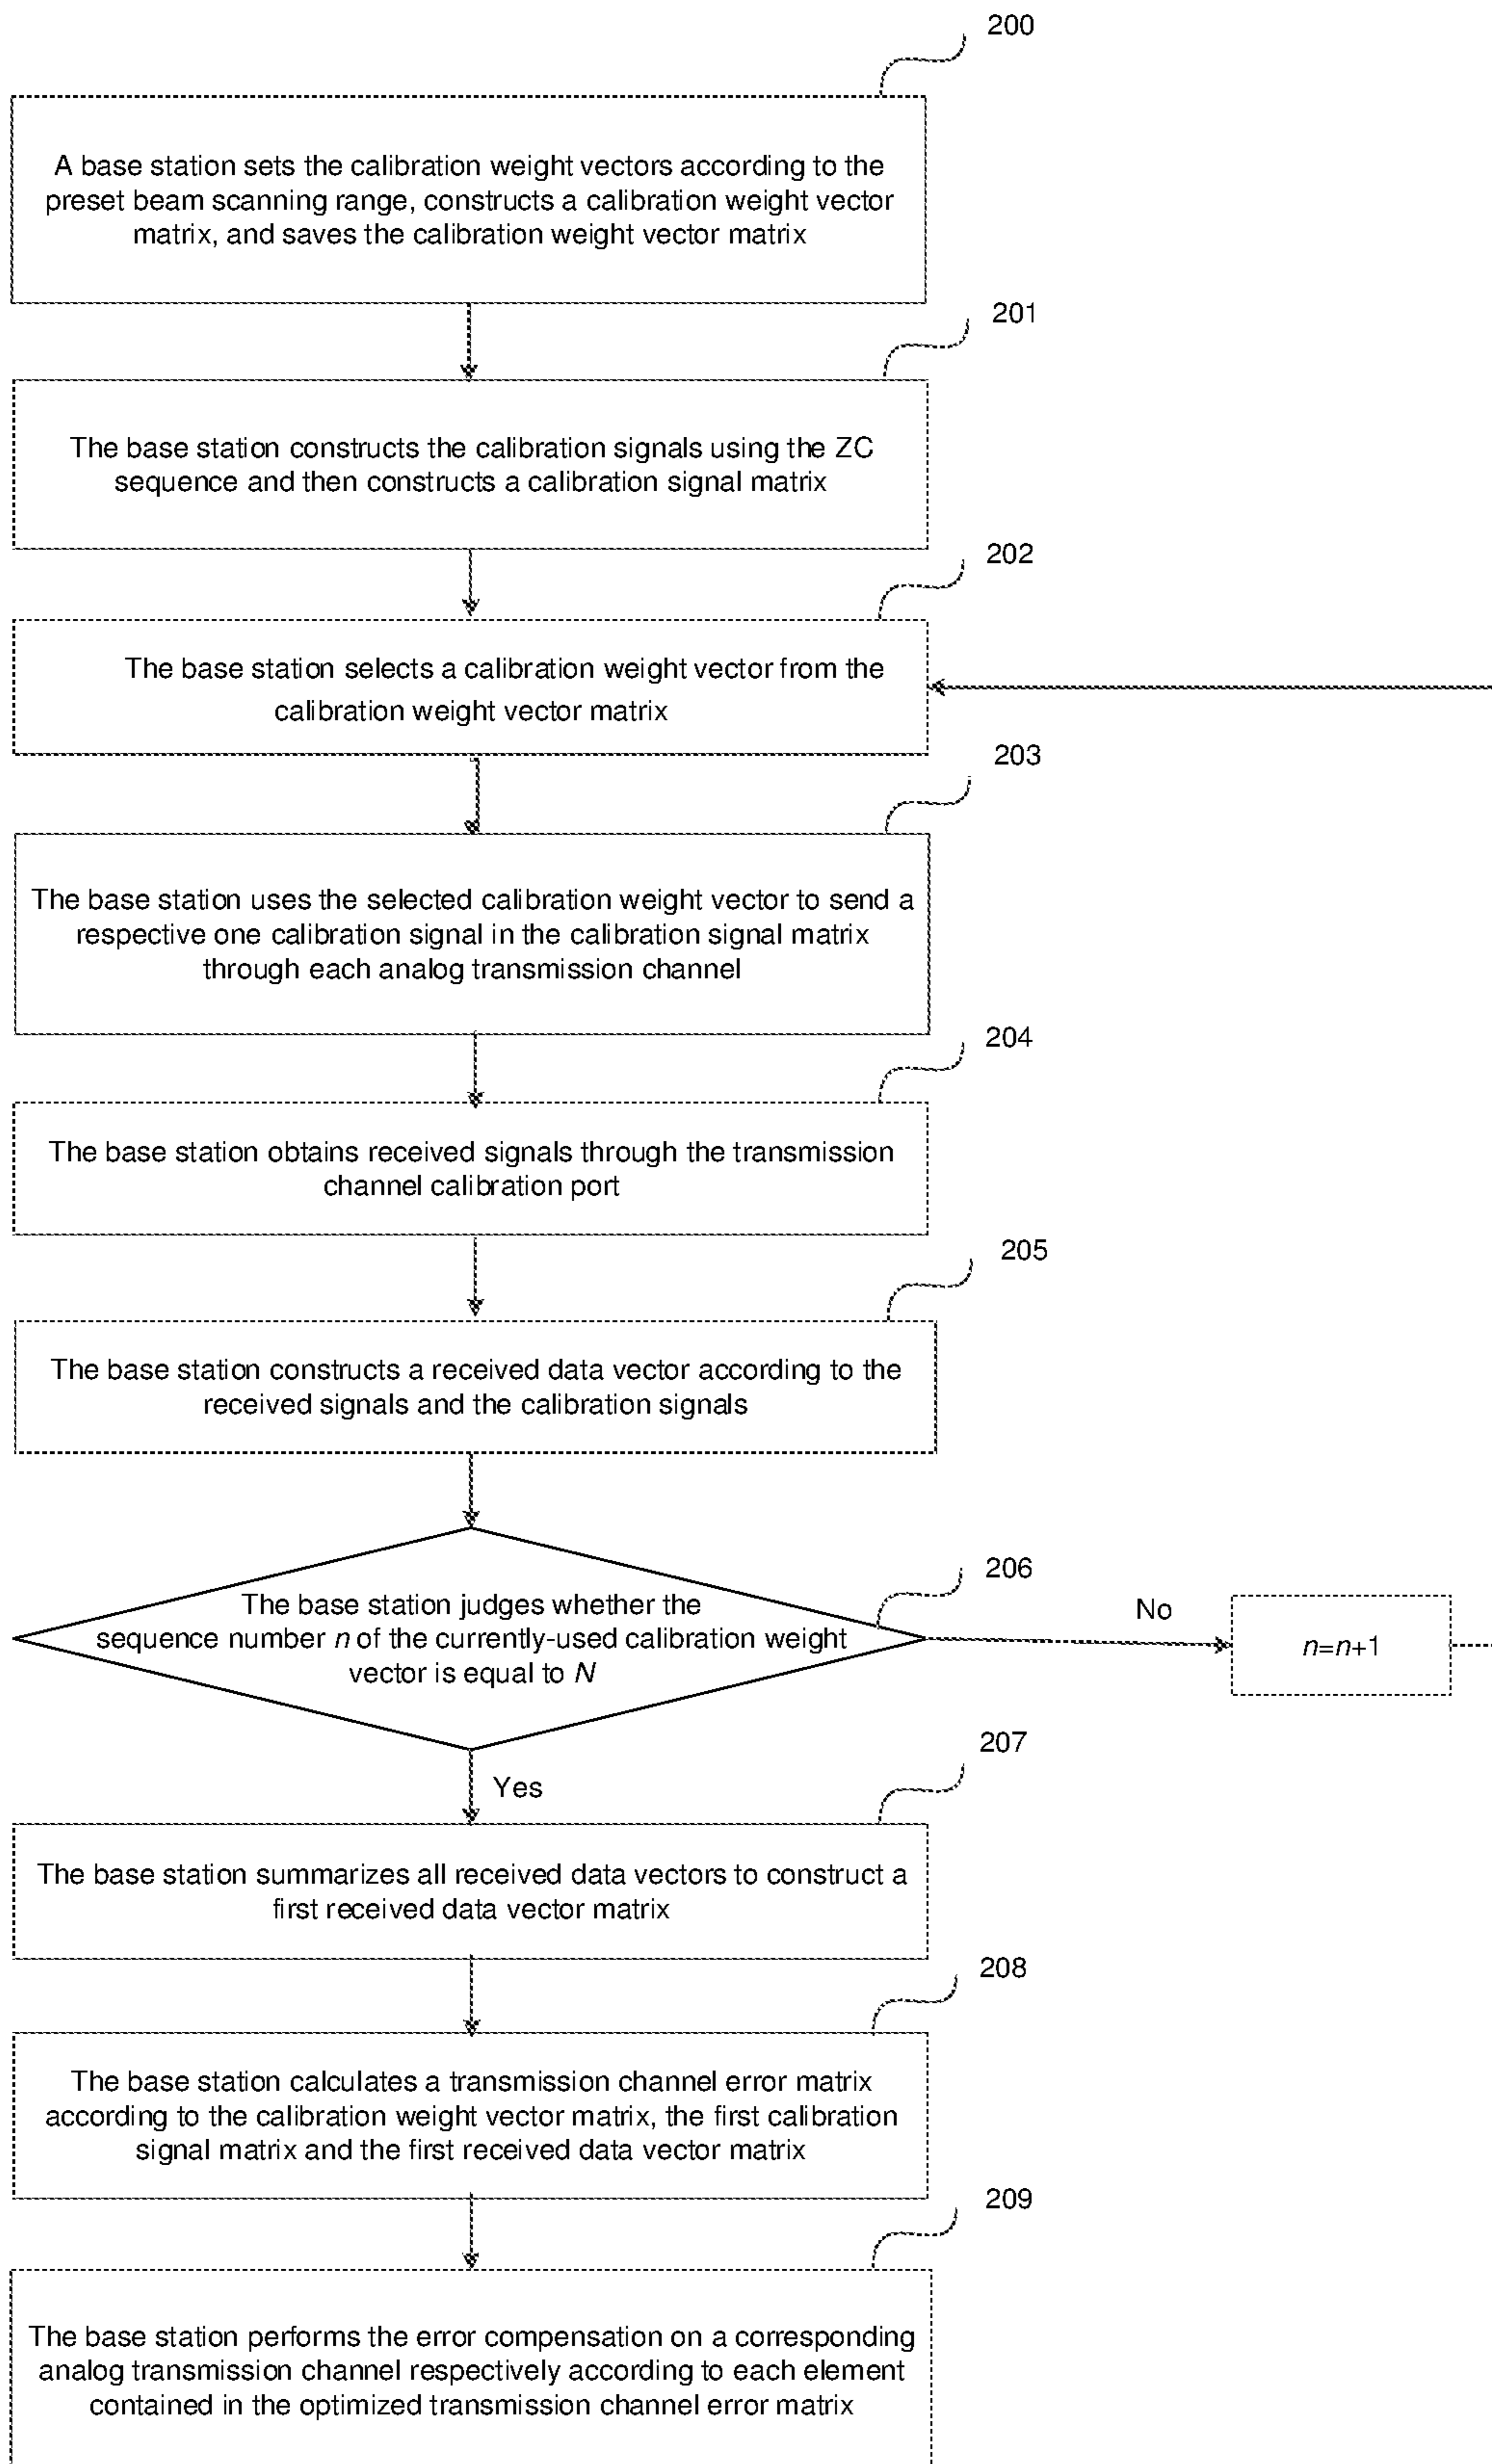 200
A base station sets the calibration weight vectors according to the
preset beam scanning range, constructs a calibration weight vector
matrix, and saves the calibration weight vector matrix
201
The base station constructs the calibration signals using the ZC
sequence and then constructs a calibration signal matrix
202
The base station selects a calibration weight vector from the
calibration weight vector matrix
203
The base station uses the selected calibration weight vector to send a
respective one calibration signal in the calibration signal matrix
through each analog transmission channel
204
The base station obtains received signals through the transmission
channel calibration port
205
The base station constructs a received data vector according to the
received signals and the calibration signals
206
The base station judges whether the
sequence number n of the currently-used calibration weight
vector is equal to N
No
n=n+1
Yes
207
The base station summarizes all received data vectors to construct a
first received data vector matrix
208
The base station calculates a transmission channel error matrix
according to the calibration weight vector matrix, the first calibration
signal matrix and the first received data vector matrix
209
The base station performs the error compensation on a corresponding
analog transmission channel respectively according to each element
contained in the optimized transmission channel error matrix